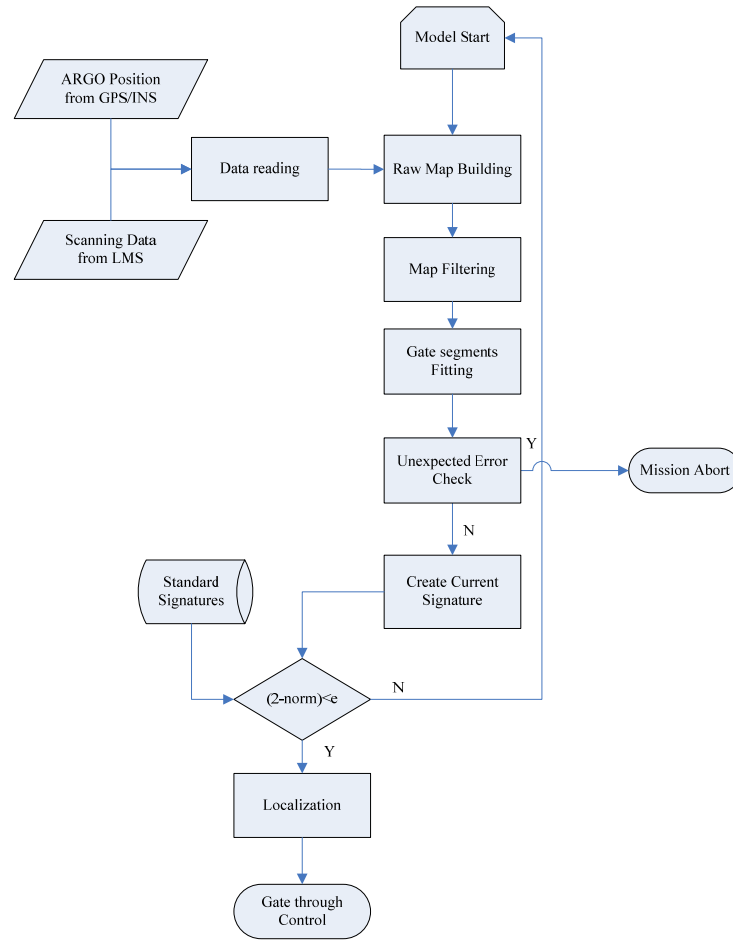 Model Start
ARGO Position
from GPS/INS
Data reading
Raw Map Building
Scanning Data
from LMS
Map Filtering
Gate segments
Fitting
Y
Unexpected Error
Check
Mission Abort
N
Standard
Signatures
Create Current
Signature
(2-norm)<e
N
Y
Localization
Gate through
Control